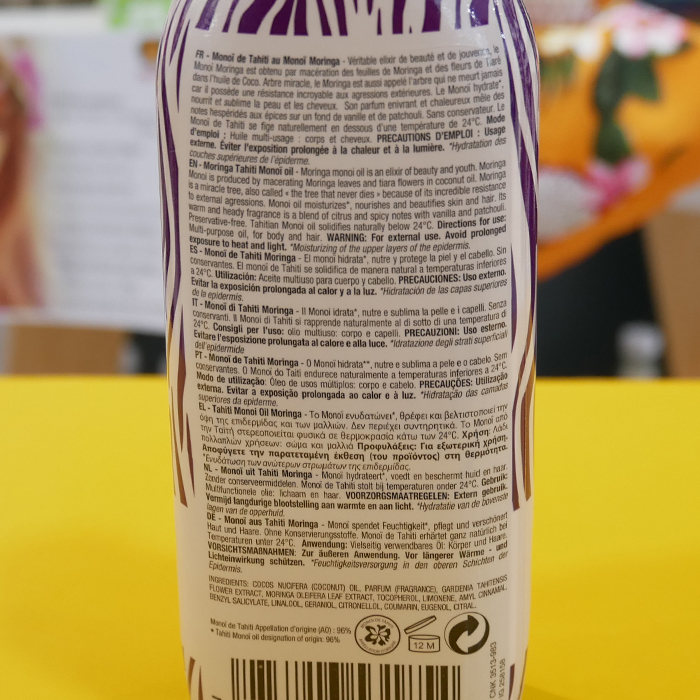 FR - Monoï de Tahiti au Monoï Moringa - Véritable elixir de beauté et de jouvence, le
Monoï Moringa est obtenu par macération des feuilles de Moringa et des fleurs de Tiaré
dans l'huile de Coco. Arbre miracle, le Moringa est aussi appelé l'arbre qui ne meurt jamais
car il possède une résistance incroyable aux agressions extérieures. Le Monoï hydrate*,
nourrit et sublime la peau et les cheveux. Son parfum enivrant et chaleureux mêle des
notes hespéridés aux épices sur un fond de vanille et de patchouli. Sans conservateur. Le
Monoï de Tahiti se fige naturellement en dessous d'une température de 24°C. Mode
d'emploi : Huile multi-usage : corps et cheveux. PRÉCAUTIONS D'EMPLOI : Usage
externe. Éviter l'exposition prolongée à la chaleur et à la lumière. *Hydratation des
couches supérieures de l'épiderme.
EN - Moringa Tahiti Monoi oil - Moringa monoi oil is an elixir of beauty and youth. Moringa
Monoi is produced by macerating Moringa leaves and tiara flowers in coconut oil. Moringa
is a miracle tree, also called « the tree that never dies » because of its incredible resistance
to external agressions. Monoi oil moisturizes*, nourishes and beautifies skin and hair. Its
warm and heady fragrance is a blend of citrus and spicy notes with vanilla and patchouli.
Preservative-free. Tahitian Monoi oil solidifies naturally below 24°C. Directions for use:
Multi-purpose oil, for body and hair. WARNING: For external use. Avoid prolonged
exposure to heat and light. *Moisturizing of the upper layers of the epidermis.
ES - Monoï de Tahiti Moringa - El monoï hidrata*, nutre y protege la piel y el cabello. Sin
conservantes. El monoï de Tahiti se solidifica de manera natural a temperaturas inferiores
a 24°C. Utilización: Aceite multiuso para cuerpo y cabello. PRECAUCIONES: Uso externo.
Evitar la exposición prolongada al calor y a la luz. *Hidratación de las capas superiores
de la epidermis.
IT - Monoï di Tahiti Moringa - Il Monoï idrata*, nutre e sublima la pelle e i capelli. Senza
conservanti. Il Monoï di Tahiti si rapprende naturalmente al di sotto di una temperatura di
24°C. Consigli per l'uso: olio multiuso: corpo e capelli. PRECAUZIONI: Uso esterno.
Evitare l'esposizione prolungata al calore e alla luce. *Idratazione degli strati superficiali
dell'epidermide
PT - Monoï de Tahiti Moringa - O Monoï hidrata**, nutre e sublima a pele e o cabelo. Sem
conservantes. O Monoï do Taiti endurece naturalmente a temperaturas inferiores a 24°C.
Modo de utilização: Óleo de usos múltiplos: corpo e cabelo. PRECAUÇÕES: Utilização
externa. Evitar a exposição prolongada ao calor e à luz. *Hidratação das camadas
superiores da epiderme.
EL - Tahiti Monoi Oil Moringa - Το Μονοΐ ενυδατώνει*, θρέφει και βελτιστοποιεί την
όψη της επιδερμίδας και των μαλλιών. Δεν περιέχει συντηρητικά. Το Μονοΐ από
την Ταϊτή στερεοποιείται φυσικά σε θερμοκρασία κάτω των 24°C. Χρήση: Λάδι
πολλαπλών χρήσεων: σώμα και μαλλιά Προφυλάξεις: Για εξωτερική χρήση.
Αποφύγετε την παρατεταμένη έκθεση (του προϊόντος) στη θερμότητα.
*Ενυδάτωση των ανώτερων στρωμάτων της επιδερμίδας.
NL - Monoï uit Tahiti Moringa - Monoï hydrateert*, voedt en beschermt huid en haar.
Zonder conserveermiddelen. Monoï de Tahiti stolt bij temperaturen onder 24°C. Gebruik:
Multifunctionele olie: lichaam en haar. VOORZORGSMAATREGELEN: Extern gebruik.
Vermijd langdurige blootstelling aan warmte en aan licht. *Hydratatie van de bovenste
lagen van de opperhuid.
DE - Monoi aus Tahiti Moringa - Monoi spendet Feuchtigkeit*, pflegt und verschönert
Haut und Haare. Ohne Konservierungsstoffe. Monoï de Tahiti erhärtet ganz natürlich bei
Temperaturen unter 24°C. Anwendung: Vielseitig verwendbares Öl: Körper und Haare.
VORSICHTSMAßNAHMEN: Zur äußeren Anwendung. Vor längerer Wärme - und
Lichteinwirkung schützen. *Feuchtigkeitsversorgung in den oberen Schichten der
Epidermis.
INGREDIENTS: COCOS NUCIFERA (COCONUT) OIL, PARFUM (FRAGRANCE), GARDENIA TAHITENSIS
FLOWER EXTRACT, MORINGA OLEIFERA LEAF EXTRACT, TOCOPHEROL, LIMONENE, AMYL CINNAMAL,
BENZYL SALICYLATE, LINALOOL, GERANIOL, CITRONELLOL, COUMARIN, EUGENOL, CITRAL.
Monoï de Tahiti Appellation d'origine (AO) : 96%
• Tahiti Monoi oil designation of origin: 96%
12 M
CNK 3513-983